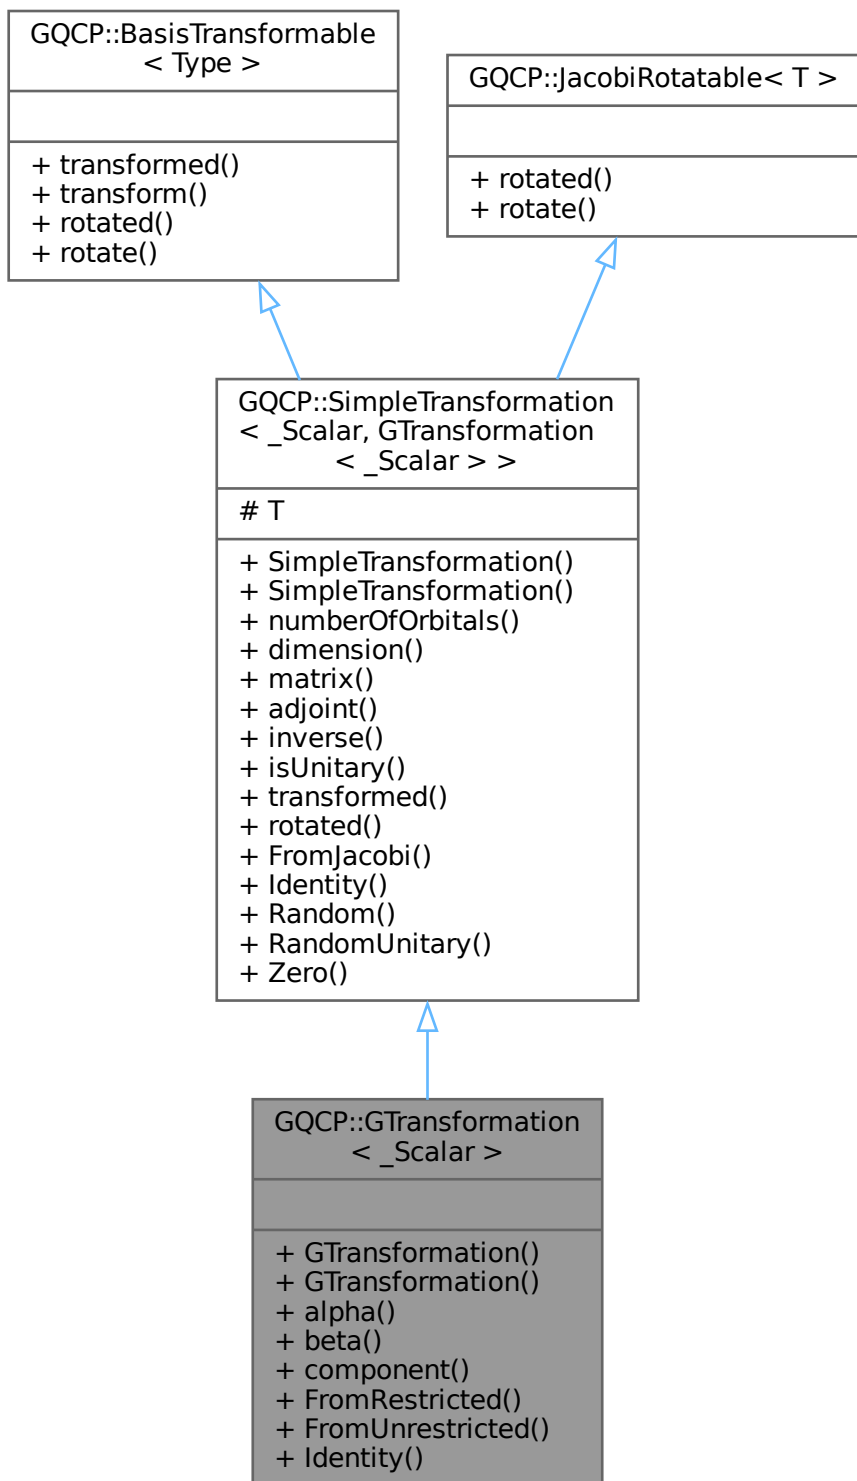 GQCP::BasisTransformable
< Type >
+ transformed()
+ transform()
+ rotated()
+ rotate()
GQCP::JacobiRotatable< T >
+ rotated()
+ rotate()
GQCP::SimpleTransformation
< _Scalar, GTransformation
< _Scalar > >
# T
+ SimpleTransformation()
+ SimpleTransformation()
+ numberOfOrbitals()
+ dimension()
+ matrix()
+ adjoint()
+ inverse()
+ isUnitary()
+ transformed()
+ rotated()
+ FromJacobi()
+ Identity()
+ Random()
+ RandomUnitary()
+ Zero()
GQCP::GTransformation
< _Scalar >
+ GTransformation()
+ GTransformation()
+ alpha()
+ beta()
+ component()
+ FromRestricted()
+ FromUnrestricted()
+ Identity()